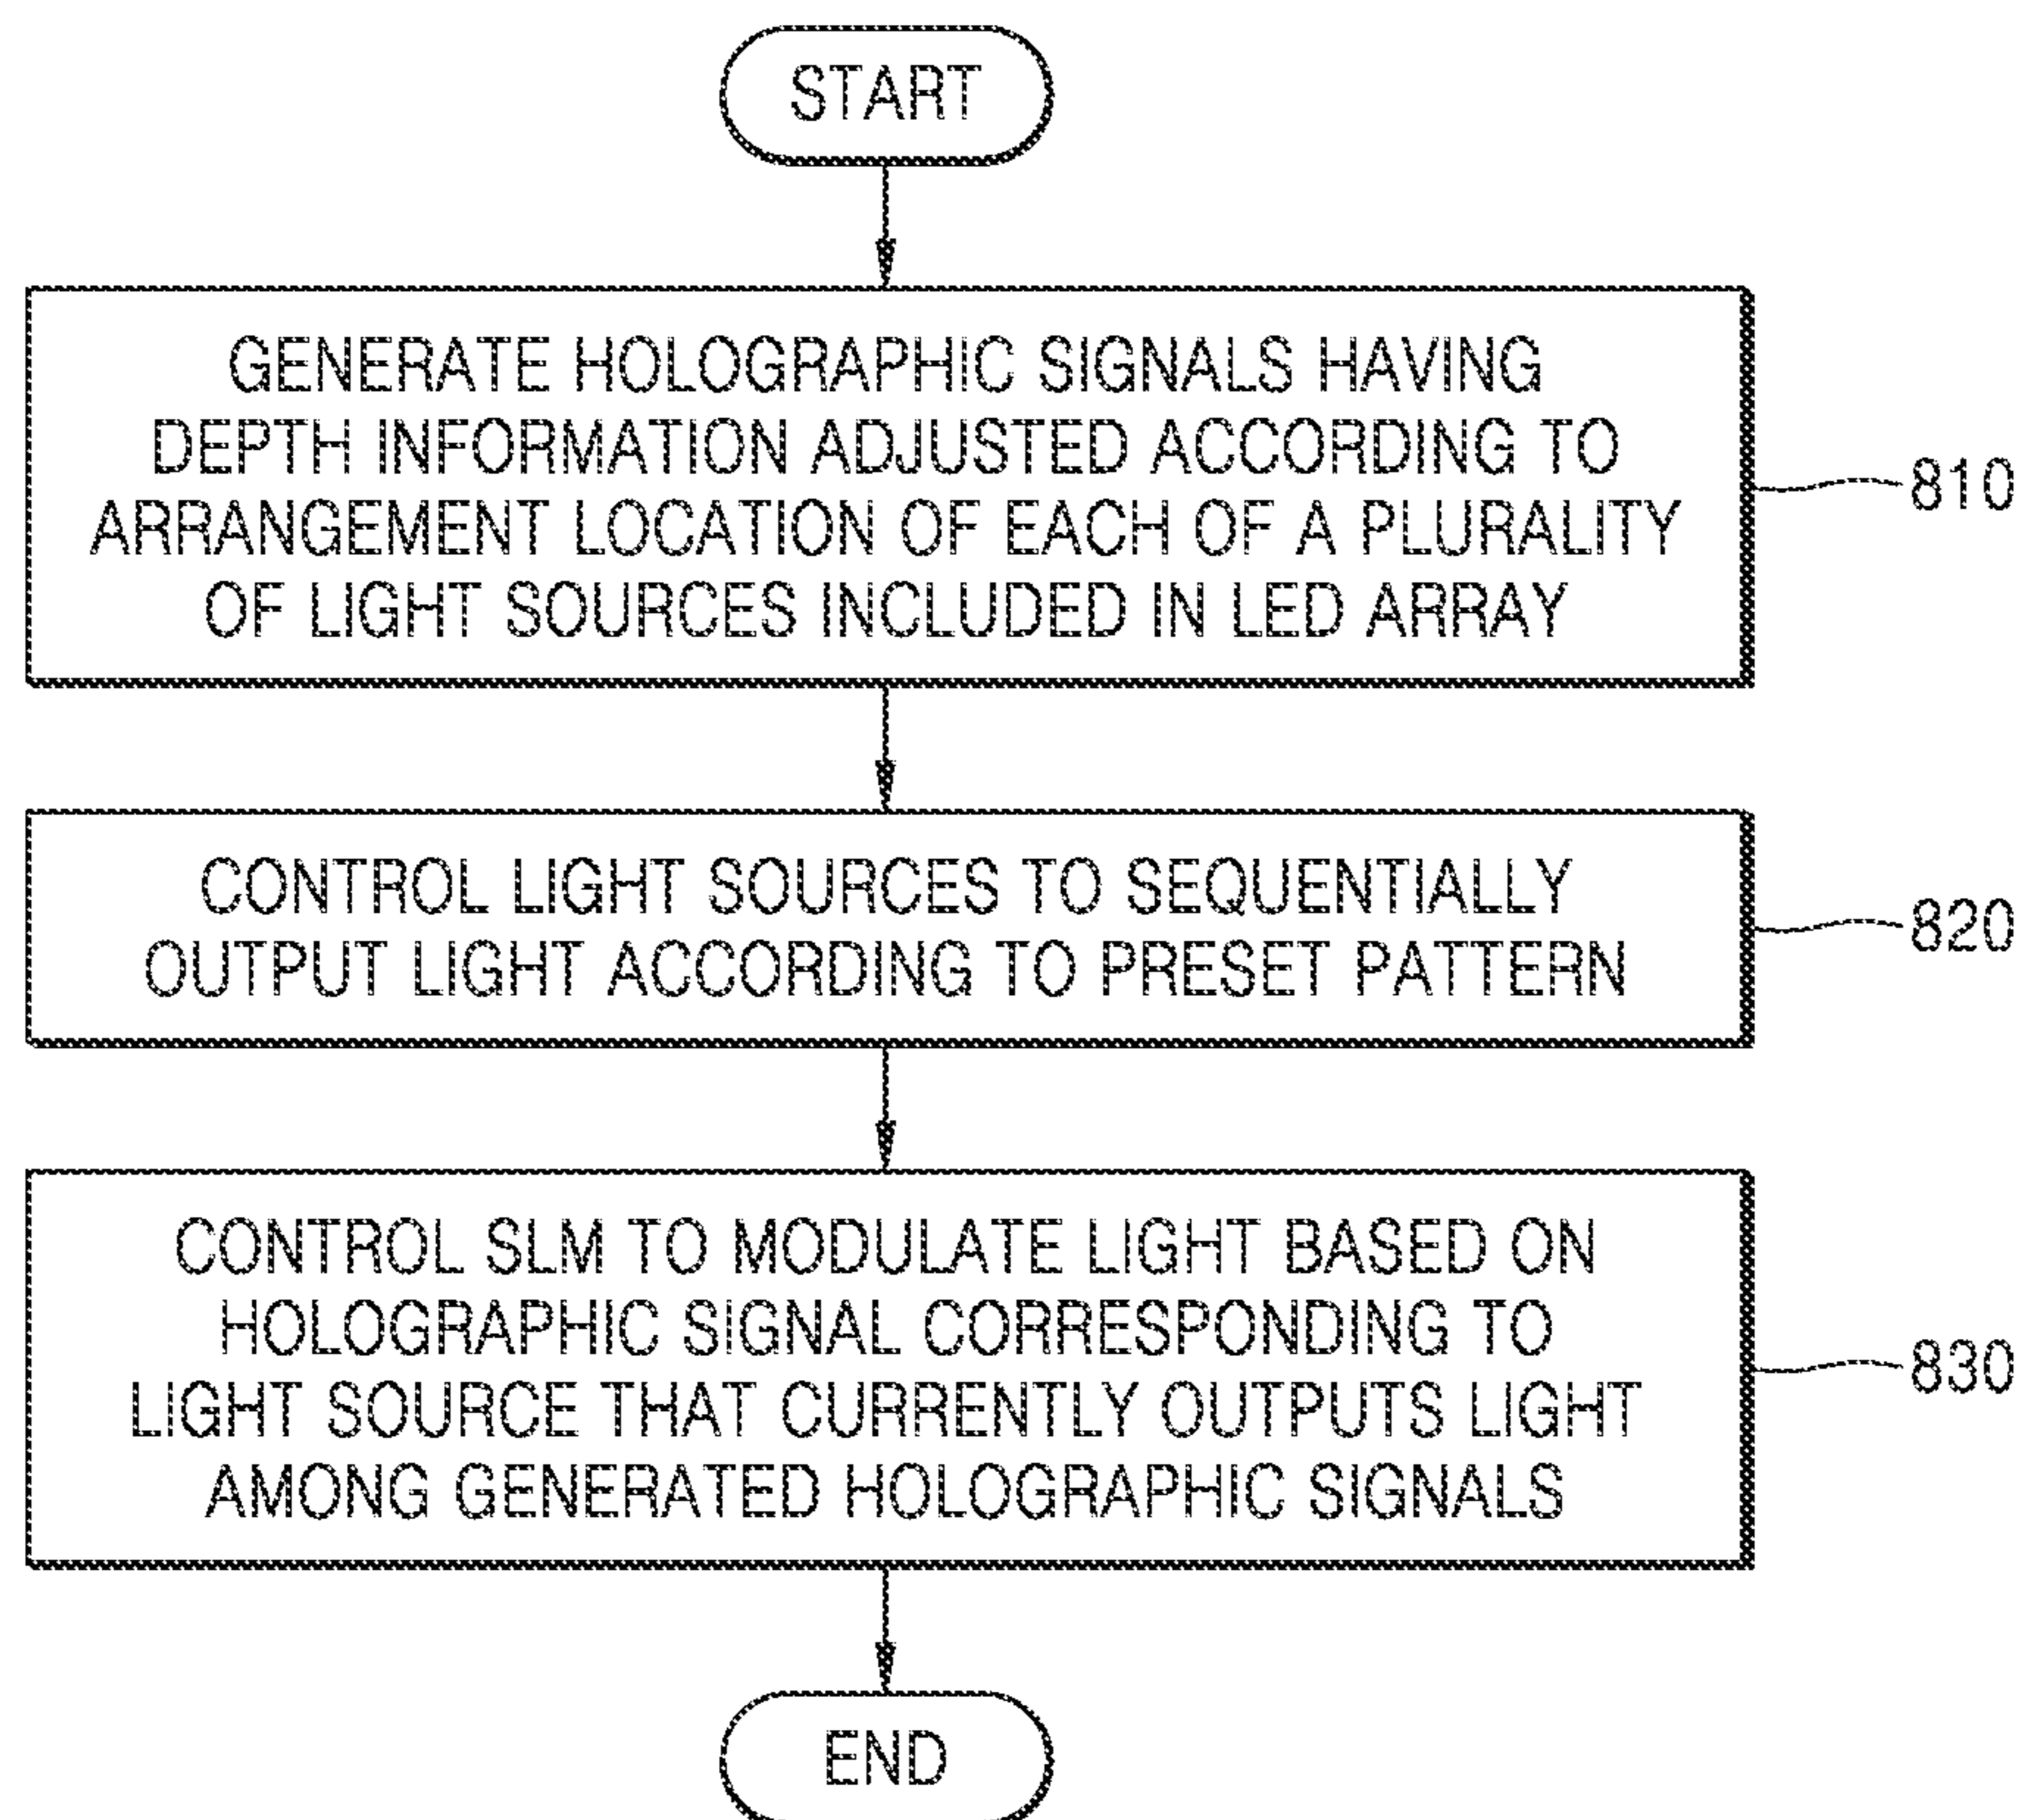 START
GENERATE HOLOGRAPHIC SIGNALS HAVING
DEPTH INFORMATION ADJUSTED ACCORDING TO
ARRANGEMENT LOCATION OF EACH OF A PLURALITY
OF LIGHT SOURCES INCLUDED IN LED ARRAY
810
CONTROL LIGHT SOURCES TO SEQUENTIALLY
OUTPUT LIGHT ACCORDING TO PRESET PATTERN
820
CONTROL SLM TO MODULATE LIGHT BASED ON
HOLOGRAPHIC SIGNAL CORRESPONDING TO
LIGHT SOURCE THAT CURRENTLY OUTPUTS LIGHT
AMONG GENERATED HOLOGRAPHIC SIGNALS
830
END